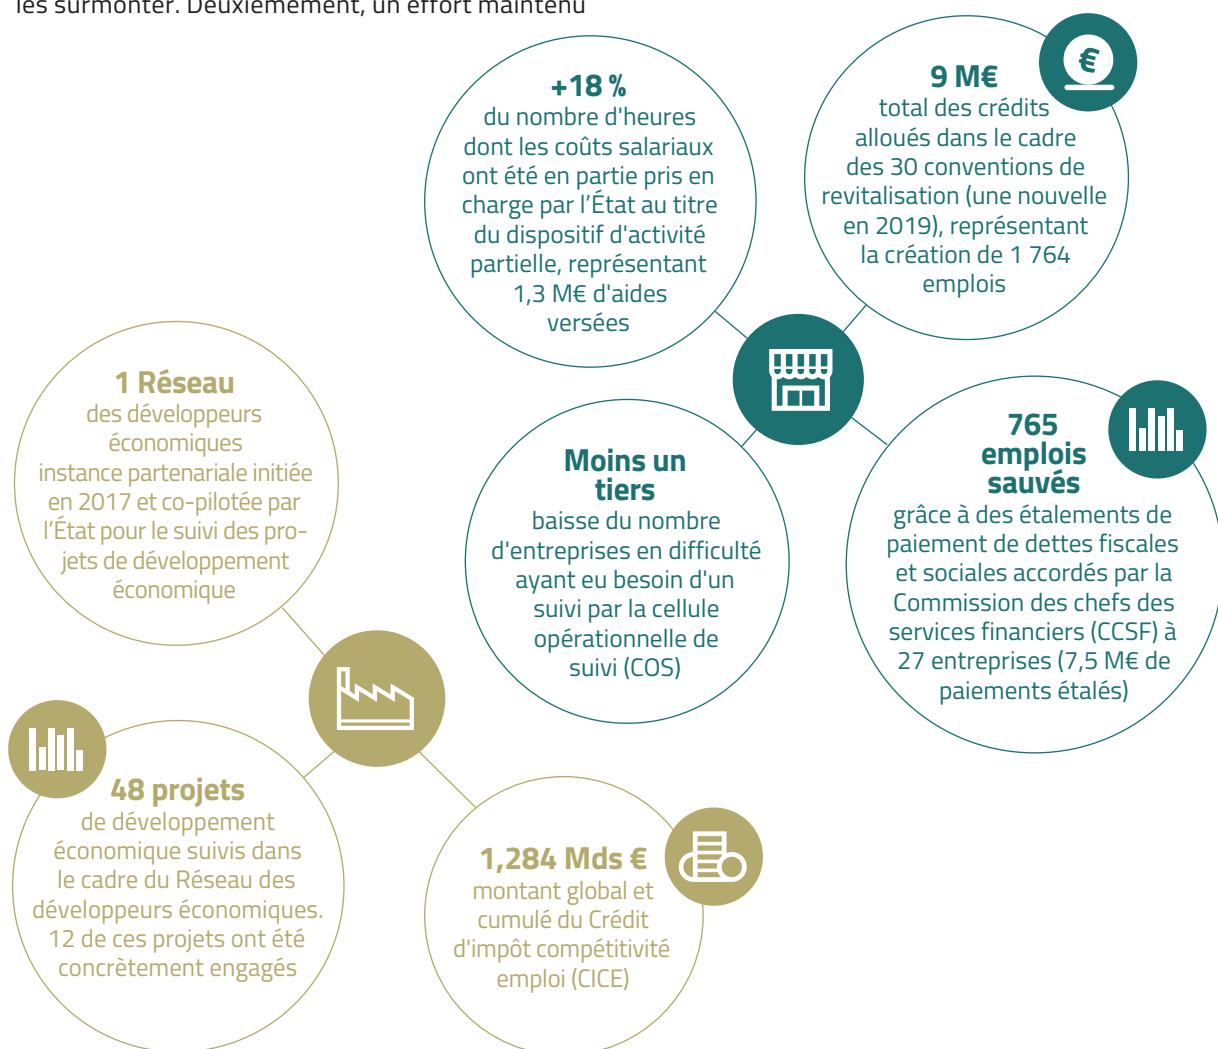 les surmonter. Deuxièmement, un effort maintenu
+18 %
du nombre d'heures
dont les coûts salariaux
ont été en partie pris en
charge par l’État au titre
du dispositif d'activité
partielle, représentant
1,3 M€ d'aides
versées
9 M€
total des crédits
alloués dans le cadre
des 30 conventions de
revitalisation (une nouvelle
en 2019), représentant
la création de 1 764
emplois
€
1 Réseau
des développeurs
économiques
instance partenariale initiée
en 2017 et co-pilotée par
l’État pour le suivi des pro-
jets de développement
économique
Moins un
tiers
baisse du nombre
d'entreprises en difficulté
ayant eu besoin d'un
suivi par la cellule
opérationnelle de
suivi (COS)
765
emplois
sauvés
grâce à des étalements de
paiement de dettes fiscales
et sociales accordés par la
Commission des chefs des
services financiers (CCSF) à
27 entreprises (7,5 M€ de
paiements étalés)
48 projets
de développement
économique suivis dans
le cadre du Réseau des
développeurs économiques.
12 de ces projets ont été
concrètement engagés
1,284 Mds €
montant global et
cumulé du Crédit
d'impôt compétitivité
emploi (CICE)